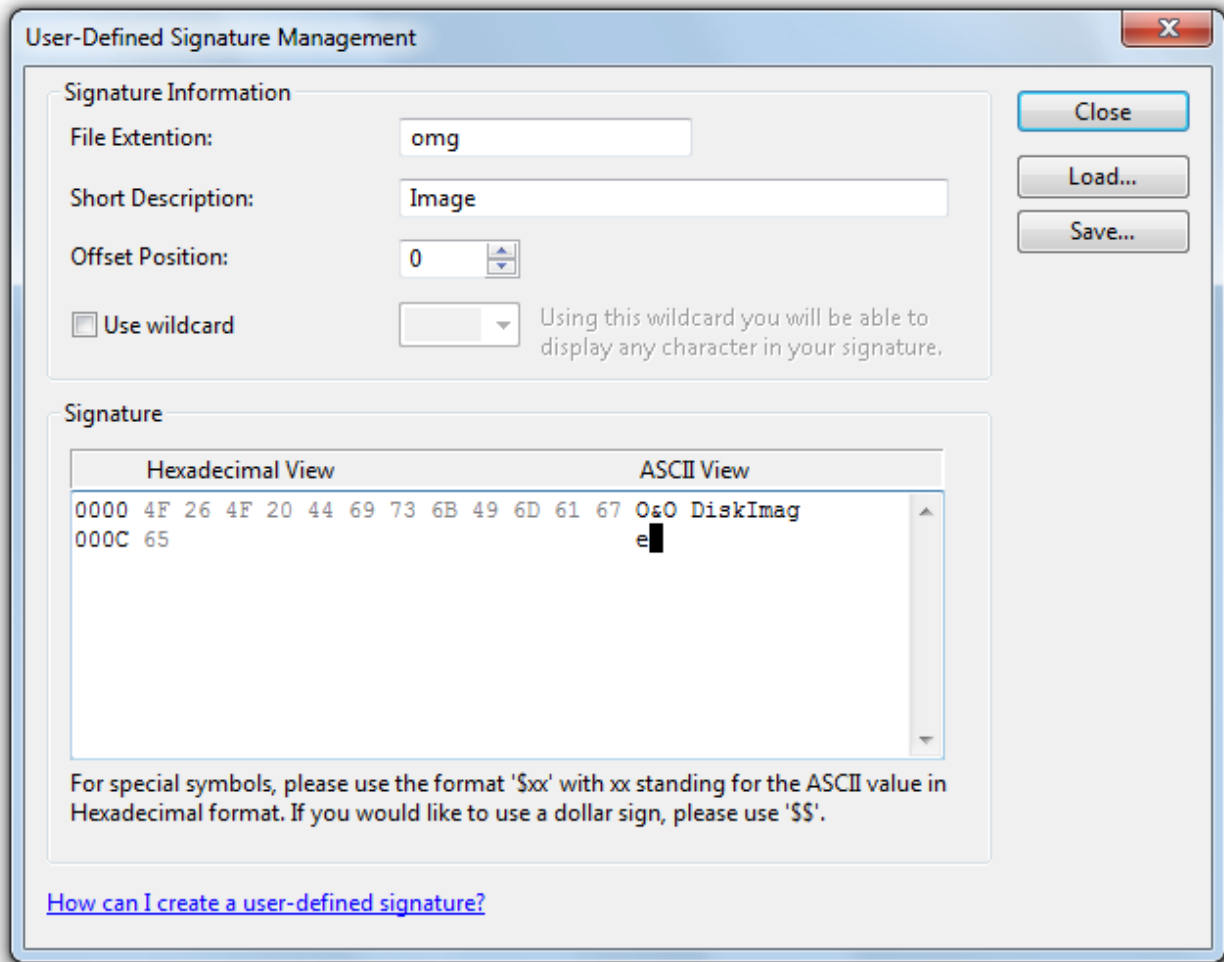 User-Defined Signature Management
Signature Information
File Extention:
omg
Short Description:
Image
Offset Position:
0
Use wildcard
Using this wildcard you will be able to
display any character in your signature.
Close
Load...
Save...
Signature
Hexadecimal View ASCII View
0000 4F 26 4F 20 44 69 73 6B 49 6D 61 67 O&O DiskImag
000C 65 e
For special symbols, please use the format '$xx' with xx standing for the ASCII value in
Hexadecimal format. If you would like to use a dollar sign, please use '$$'.
How can I create a user-defined signature?